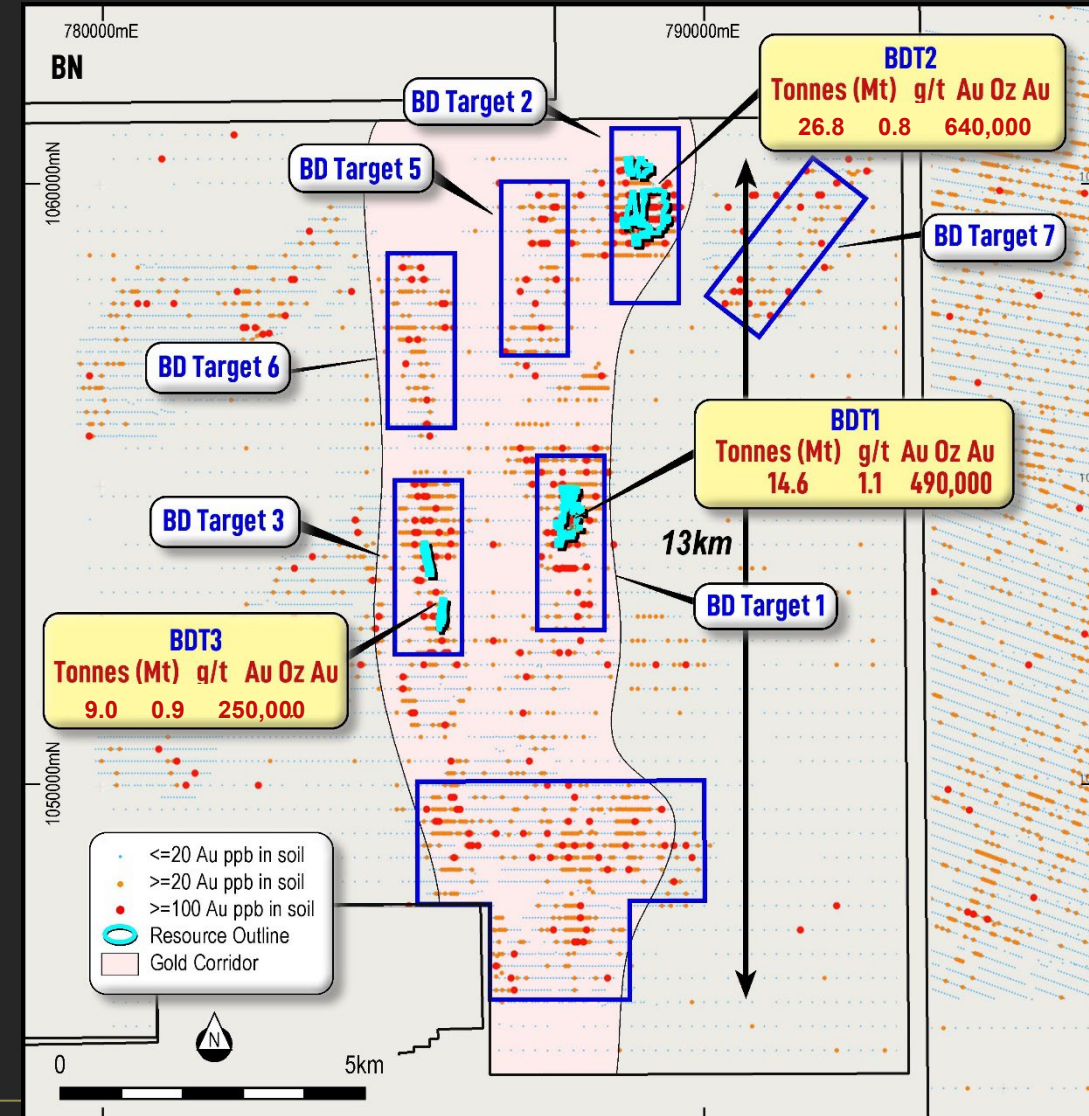 780000mE
790000mE
BN
BDT2
Tonnes (Mt) g/t Au Oz Au
26.8 0.8 640,000
BD Target 2
BD Target 5
1060000mN
BD Target 7
BD Target 6
BDT1
Tonnes (Mt) g/t Au Oz Au
14.6 1.1 490,000
BD Target 3
13km
BD Target 1
BDT3
Tonnes (Mt) g/t Au Oz Au
9.0 0.9 250,000
1050000mN
<=20 Au ppb in soil
>=20 Au ppb in soil
>=100 Au ppb in soil
Resource Outline
Gold Corridor
N
0 5km